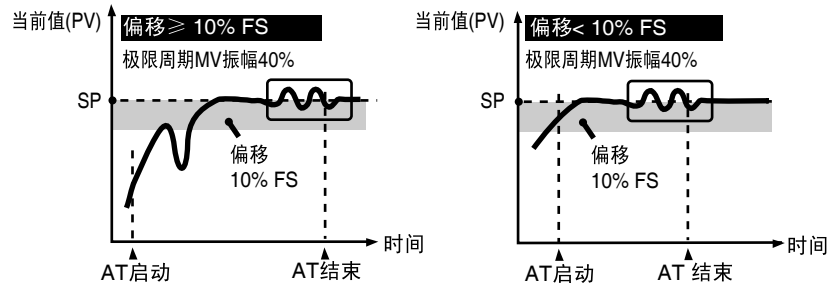 当前值(PV)
偏移≥ 10% FS
极限周期MV振幅40%
SP
偏移
10% FS
时间
AT启动
AT结束
当前值(PV)
偏移< 10% FS
极限周期MV振幅40%
SP
偏移
10% FS
时间
AT启动
AT 结束